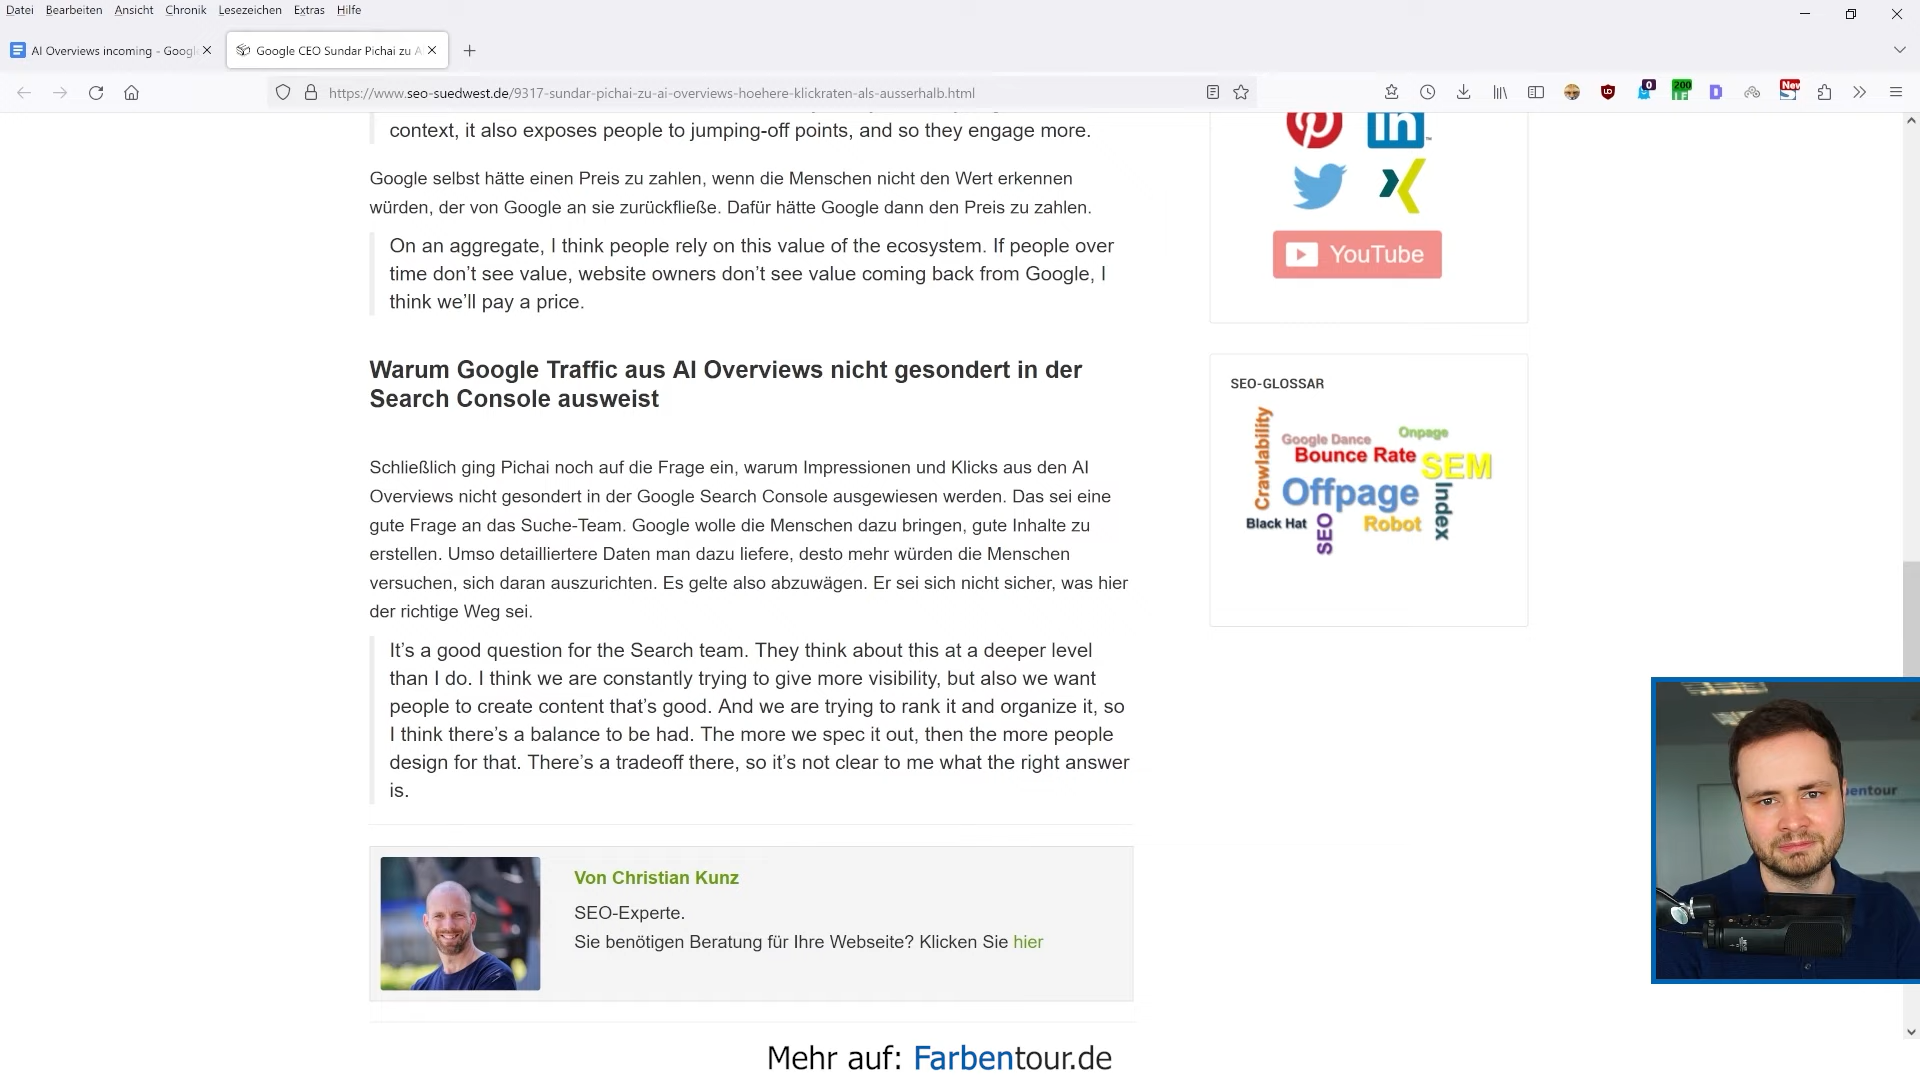 Datei Bearbeiten Ansicht Chronik Lesezeichen Extras Hilfe
AI Overviews incoming - Googl
Google CEO Sundar Pichai zu A
https://www.seo-suedwest.de/9317-sundar-pichai-zu-ai-overviews-hoehere-klickraten-als-ausserhalb.html
0
200
New
context, it also exposes people to jumping-off points, and so they engage more.
Google selbst hätte einen Preis zu zahlen, wenn die Menschen nicht den Wert erkennen
würden, der von Google an sie zurückfließe. Dafür hätte Google dann den Preis zu zahlen.
On an aggregate, I think people rely on this value of the ecosystem. If people over
time don’t see value, website owners don’t see value coming back from Google, I
think we’ll pay a price.
Warum Google Traffic aus AI Overviews nicht gesondert in der
Search Console ausweist
Schließlich ging Pichai noch auf die Frage ein, warum Impressionen und Klicks aus den AI
Overviews nicht gesondert in der Google Search Console ausgewiesen werden. Das sei eine
gute Frage an das Suche-Team. Google wolle die Menschen dazu bringen, gute Inhalte zu
erstellen. Umso detailliertere Daten man dazu liefere, desto mehr würden die Menschen
versuchen, sich daran auszurichten. Es gelte also abzuwägen. Er sei sich nicht sicher, was hier
der richtige Weg sei.
It’s a good question for the Search team. They think about this at a deeper level
than I do. I think we are constantly trying to give more visibility, but also we want
people to create content that’s good. And we are trying to rank it and organize it, so
I think there’s a balance to be had. The more we spec it out, then the more people
design for that. There’s a tradeoff there, so it’s not clear to me what the right answer
is.
Von Christian Kunz
SEO-Experte.
Sie benötigen Beratung für Ihre Webseite? Klicken Sie hier
in
YouTube
SEO-GLOSSAR
Crawlability
Google Dance
Onpage
Bounce Rate
SEM
Offpage
Index
Black Hat
SEO
Robot
entour
Mehr auf: Farbentour.de